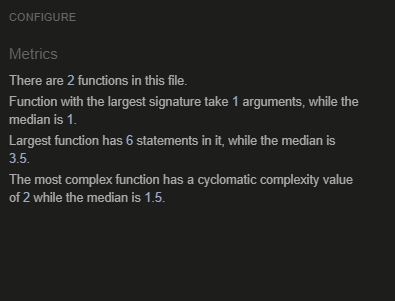 CONFIGURE
Metrics
There are 2 functions in this file.
Function with the largest signature take 1 arguments, while the
median is 1.
Largest function has 6 statements in it, while the median is
3.5.
The most complex function has a cyclomatic complexity value
of 2 while the median is 1.5.